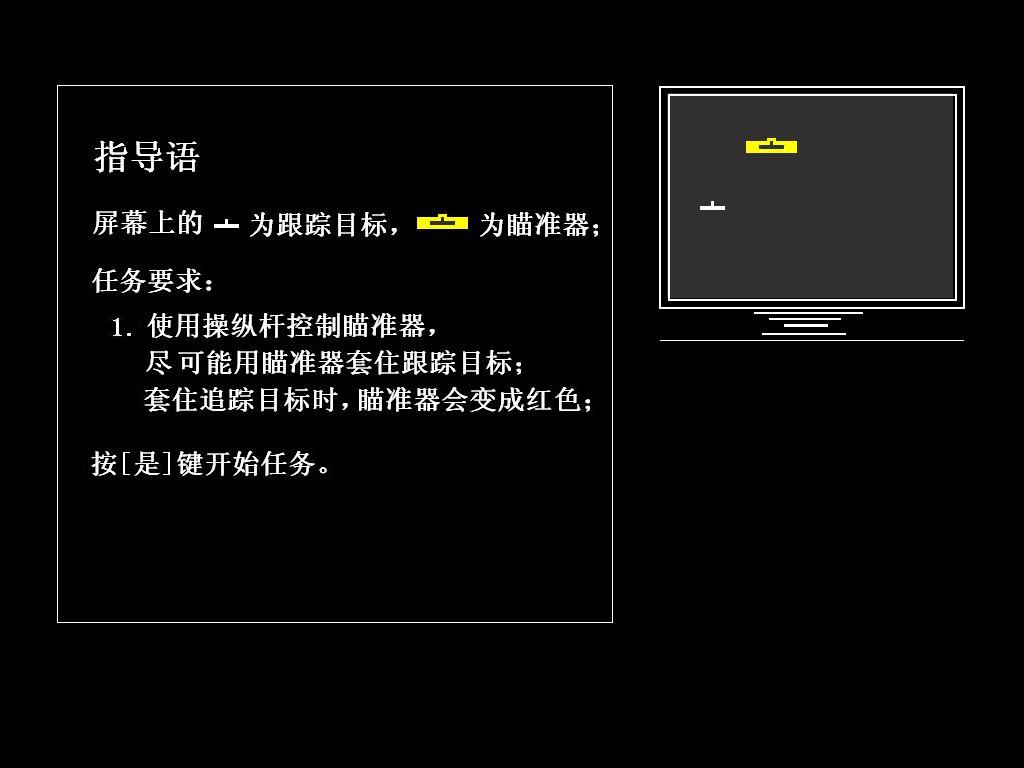 指导语
屏幕上的 为跟踪目标， 为瞄准器；
任务要求：
1. 使用操纵杆控制瞄准器，
尽可能用瞄准器套住跟踪目标；
套住追踪目标时，瞄准器会变成红色；
按[是]键开始任务。